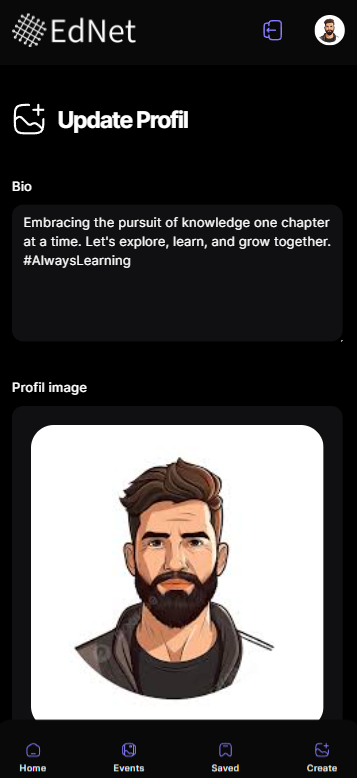 EdNet
Update Profil
Bio
Embracing the pursuit of knowledge one chapter
at a time. Let's explore, learn, and grow together.
#AlwaysLearning
Profil image
Home
Events
Saved
Create